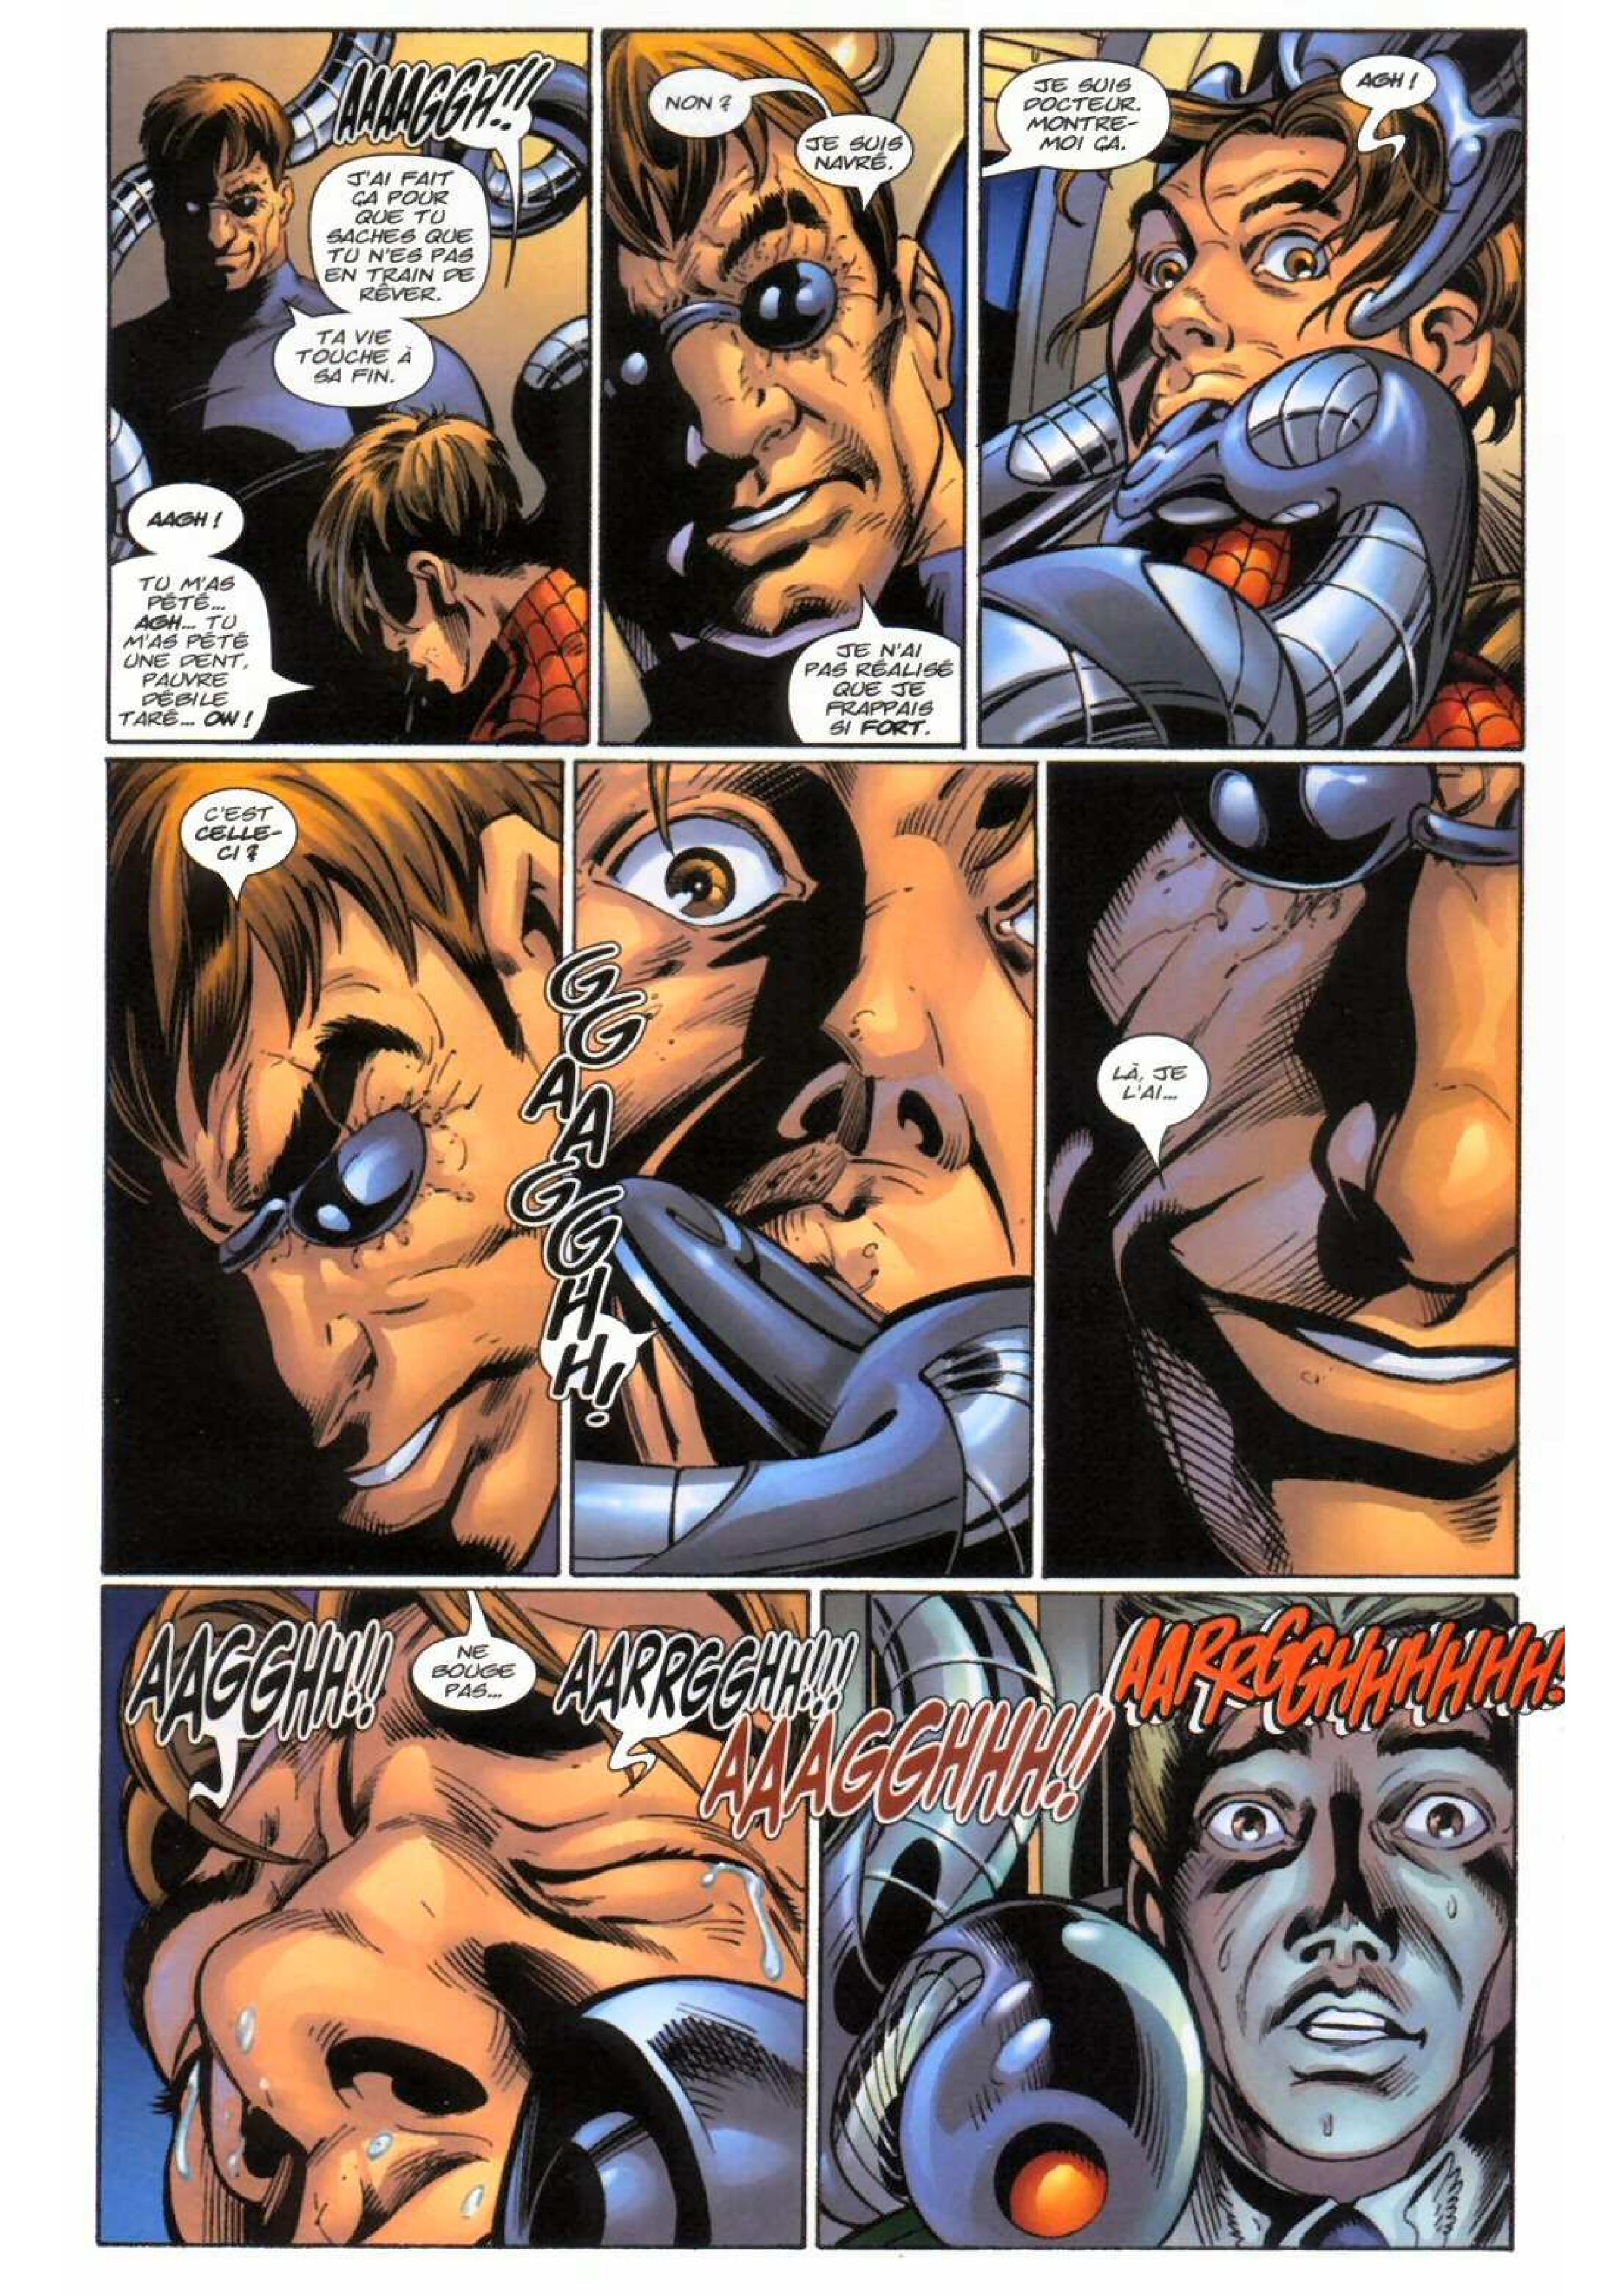 AAAAGGH!!
J'AI FAIT
ÇA POUR
QUE TU
SACHES QUE
TU N'ES PAS
EN TRAIN DE
RÊVER.
TA VIE
TOUCHE À
SA FIN.
AAGH !
TU M'AS
PÉTÉ...
AGH... TU
M'AS PÉTÉ
UNE DENT,
PAUVRE
DÉBILE
TARÉ... OW !
NON ?
JE SUIS
NAVRÉ.
JE N'AI
PAS RÉALISÉ
QUE JE
FRAPPAIS
SI FORT.
JE SUIS
DOCTEUR.
MONTRE-
MOI ÇA.
AGH !
C'EST
CELLE-
CI ?
GGAAGGHH!
LÀ, JE
L'AI...
AAGGHH!!
NE
BOUGE
PAS...
AARRGGHH!!!
AAAGGHHH!!
AARRGGHHHHHH!